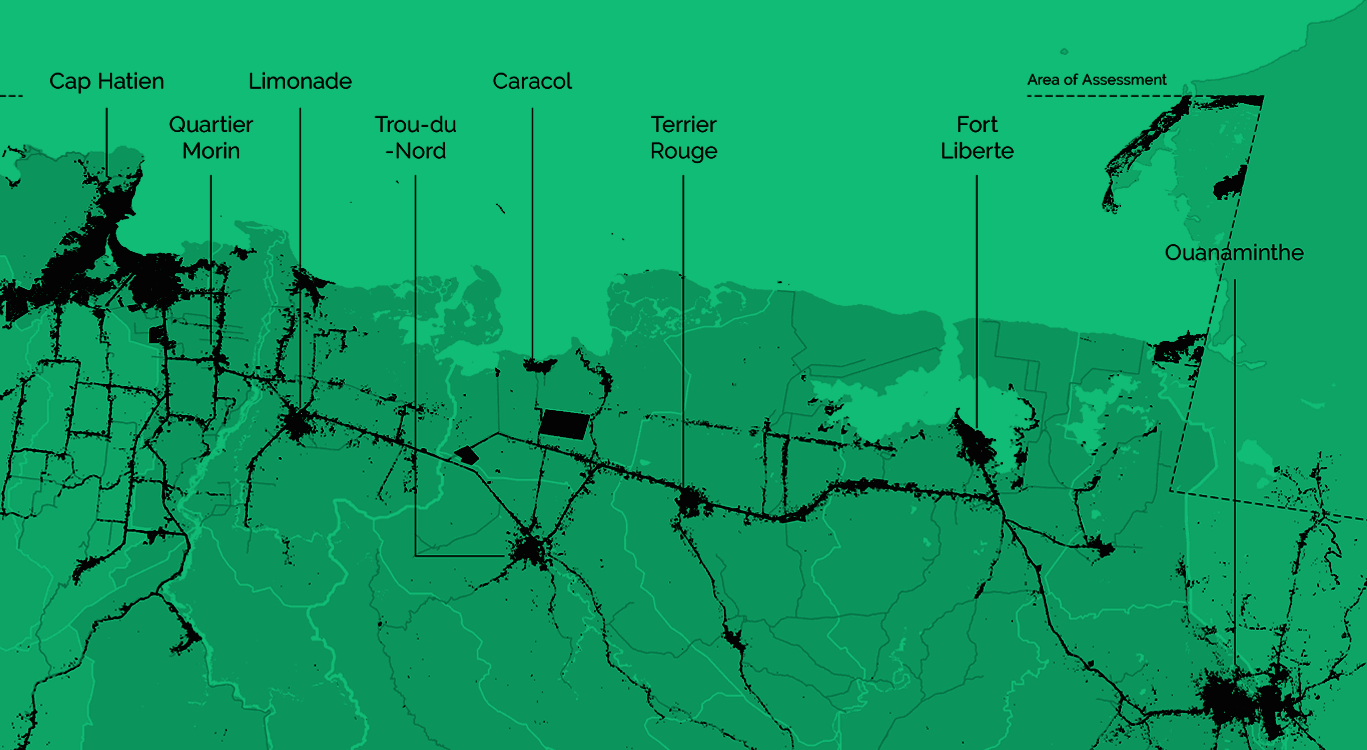 Cap Hatien
Limonade
Caracol
Area of Assessment
Quartier
Morin
Trou-du
-Nord
Terrier
Rouge
Fort
Liberte
Ouanaminthe